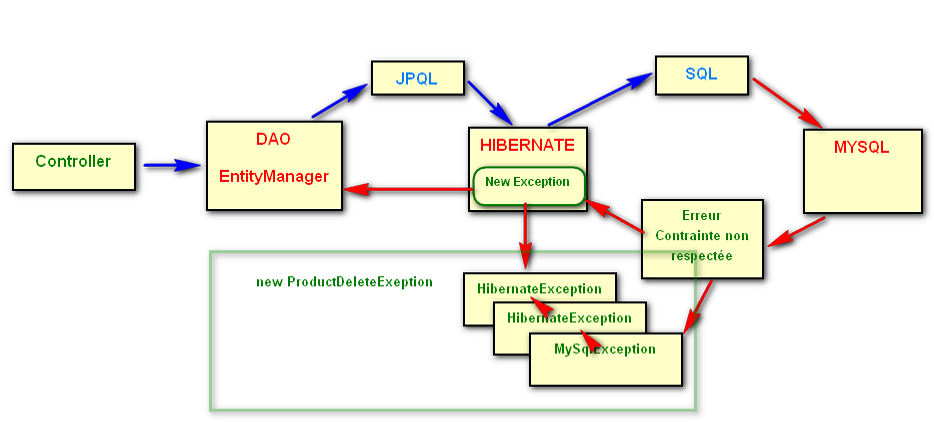 JPQL
SQL
Controller
DAO
EntityManager
HIBERNATE
New Exception
MYSQL
Erreur
Contrainte non
respectée
new ProductDeleteExeption
HibernateException
HibernateException
MySqlException